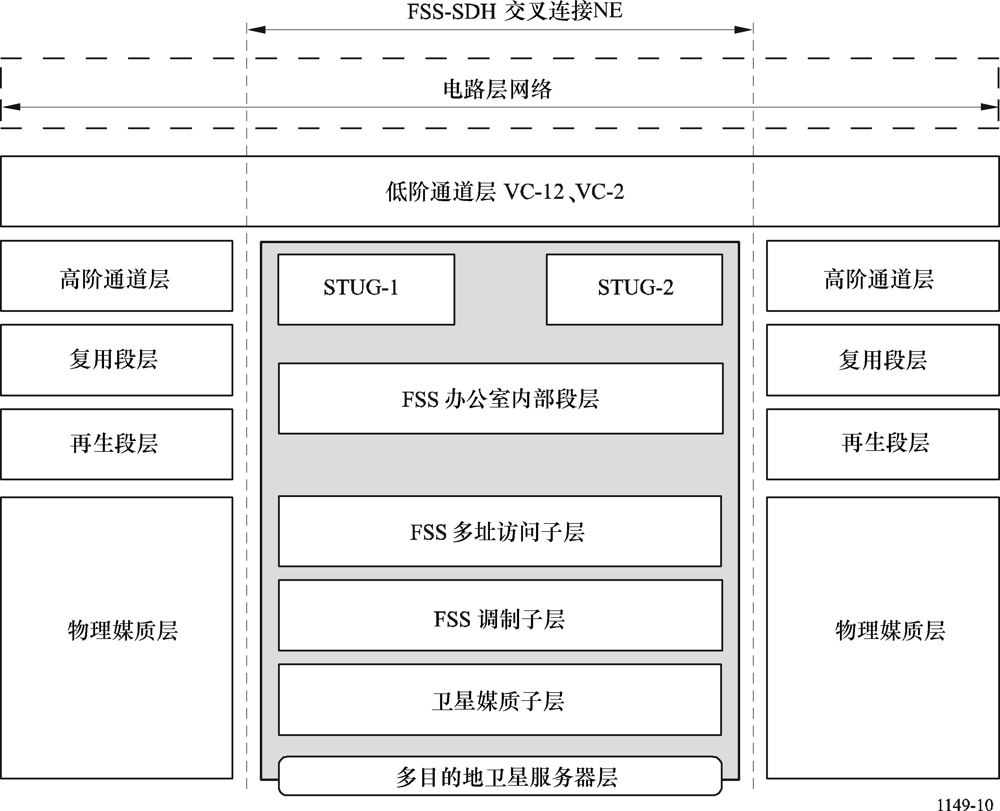 FSS-SDH 交叉连接NE
电路层网络
低阶通道层 VC-12、VC-2
高阶通道层
STUG-1
STUG-2
高阶通道层
复用段层
复用段层
FSS 办公室内部段层
再生段层
再生段层
FSS 多址访问子层
FSS 调制子层
物理媒质层
物理媒质层
卫星媒质子层
多目的地卫星服务器层
1149-10